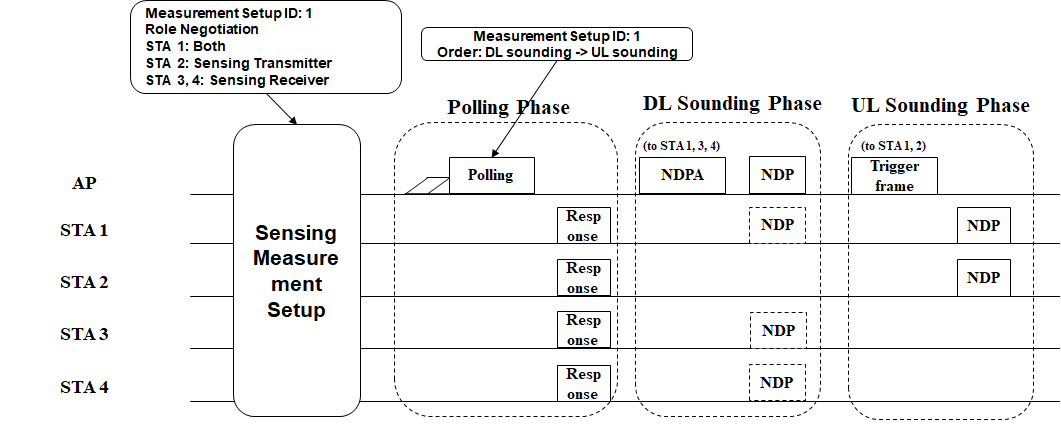 Measurement Setup ID: 1
Role Negotiation
STA 1: Both
STA 2: Sensing Transmitter
STA 3, 4: Sensing Receiver
Measurement Setup ID: 1
Order: DL sounding -> UL sounding
Polling Phase
DL Sounding Phase
UL Sounding Phase
(to STA 1, 3, 4)
(to STA 1, 2)
AP
Polling
NDPA
NDP
Trigger
frame
STA 1
Resp
onse
NDP
NDP
Sensing
Measure
ment
Setup
STA 2
Resp
onse
NDP
STA 3
Resp
onse
NDP
STA 4
Resp
onse
NDP